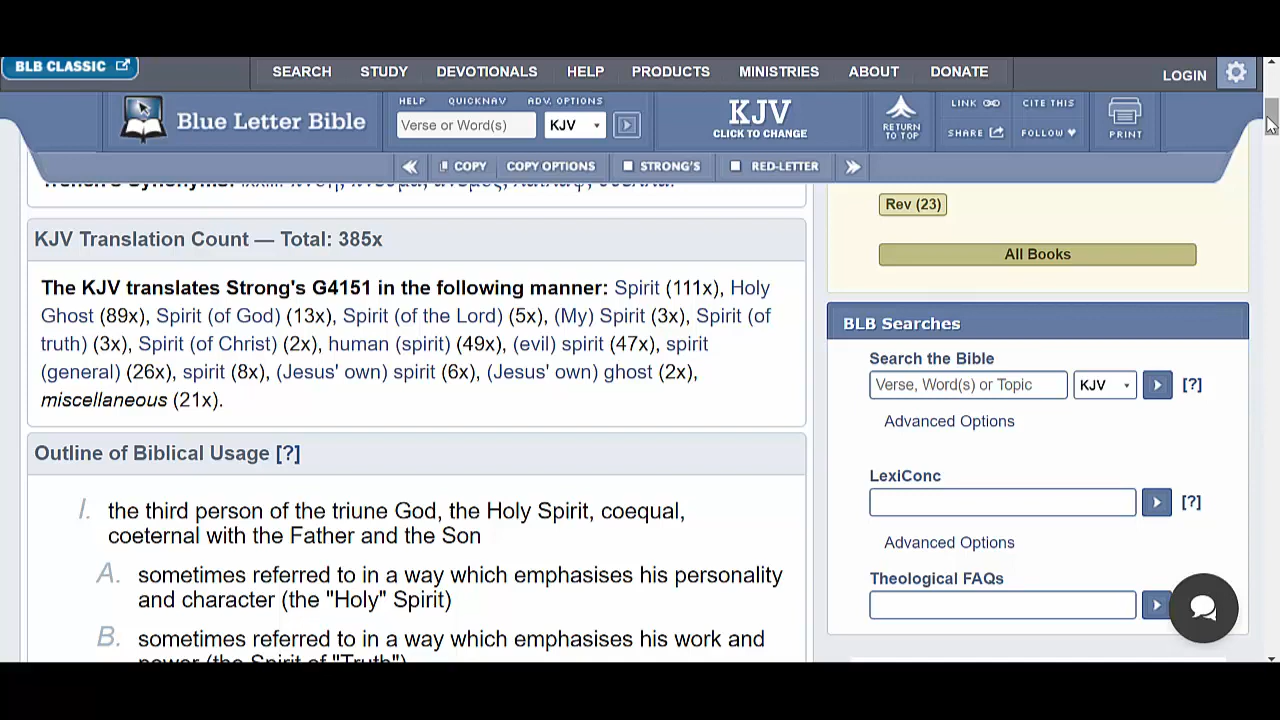 BLB CLASSIC
SEARCH STUDY DEVOTIONALS HELP PRODUCTS MINISTRIES ABOUT DONATE LOGIN
HELP QUICKNAV ADV. OPTIONS
Blue Letter Bible
Verse or Word(s) KJV
KJV
CLICK TO CHANGE
RETURN
TO TOP
LINK CITE THIS
SHARE FOLLOW
PRINT
COPY COPY OPTIONS STRONG'S RED-LETTER
KJV Translation Count — Total: 385x
The KJV translates Strong's G4151 in the following manner: Spirit (111x), Holy
Ghost (89x), Spirit (of God) (13x), Spirit (of the Lord) (5x), (My) Spirit (3x), Spirit (of
truth) (3x), Spirit (of Christ) (2x), human (spirit) (49x), (evil) spirit (47x), spirit
(general) (26x), spirit (8x), (Jesus' own) spirit (6x), (Jesus' own) ghost (2x),
miscellaneous (21x).
Outline of Biblical Usage [?]
I. the third person of the triune God, the Holy Spirit, coequal,
coeternal with the Father and the Son
A. sometimes referred to in a way which emphasises his personality
and character (the "Holy" Spirit)
B. sometimes referred to in a way which emphasises his work and
power (the Spirit of "Truth")
Rev (23)
All Books
BLB Searches
Search the Bible
Verse, Word(s) or Topic KJV [?]
Advanced Options
LexiConc
[?]
Advanced Options
Theological FAQs